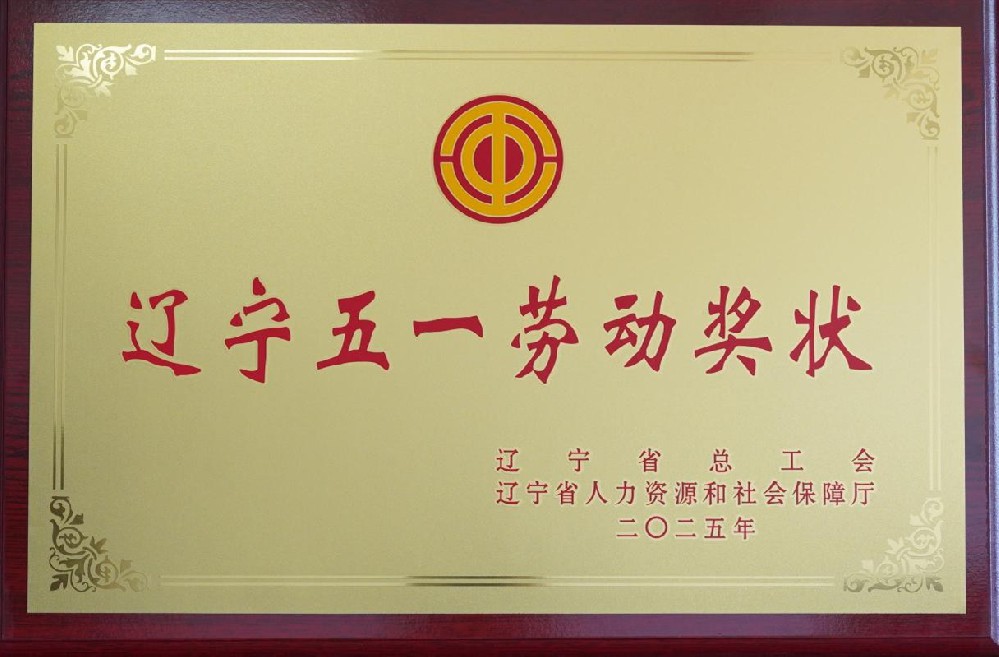 辽宁五一劳动奖状
辽宁省总工会
辽宁省人力资源和社会保障厅
二〇二五年